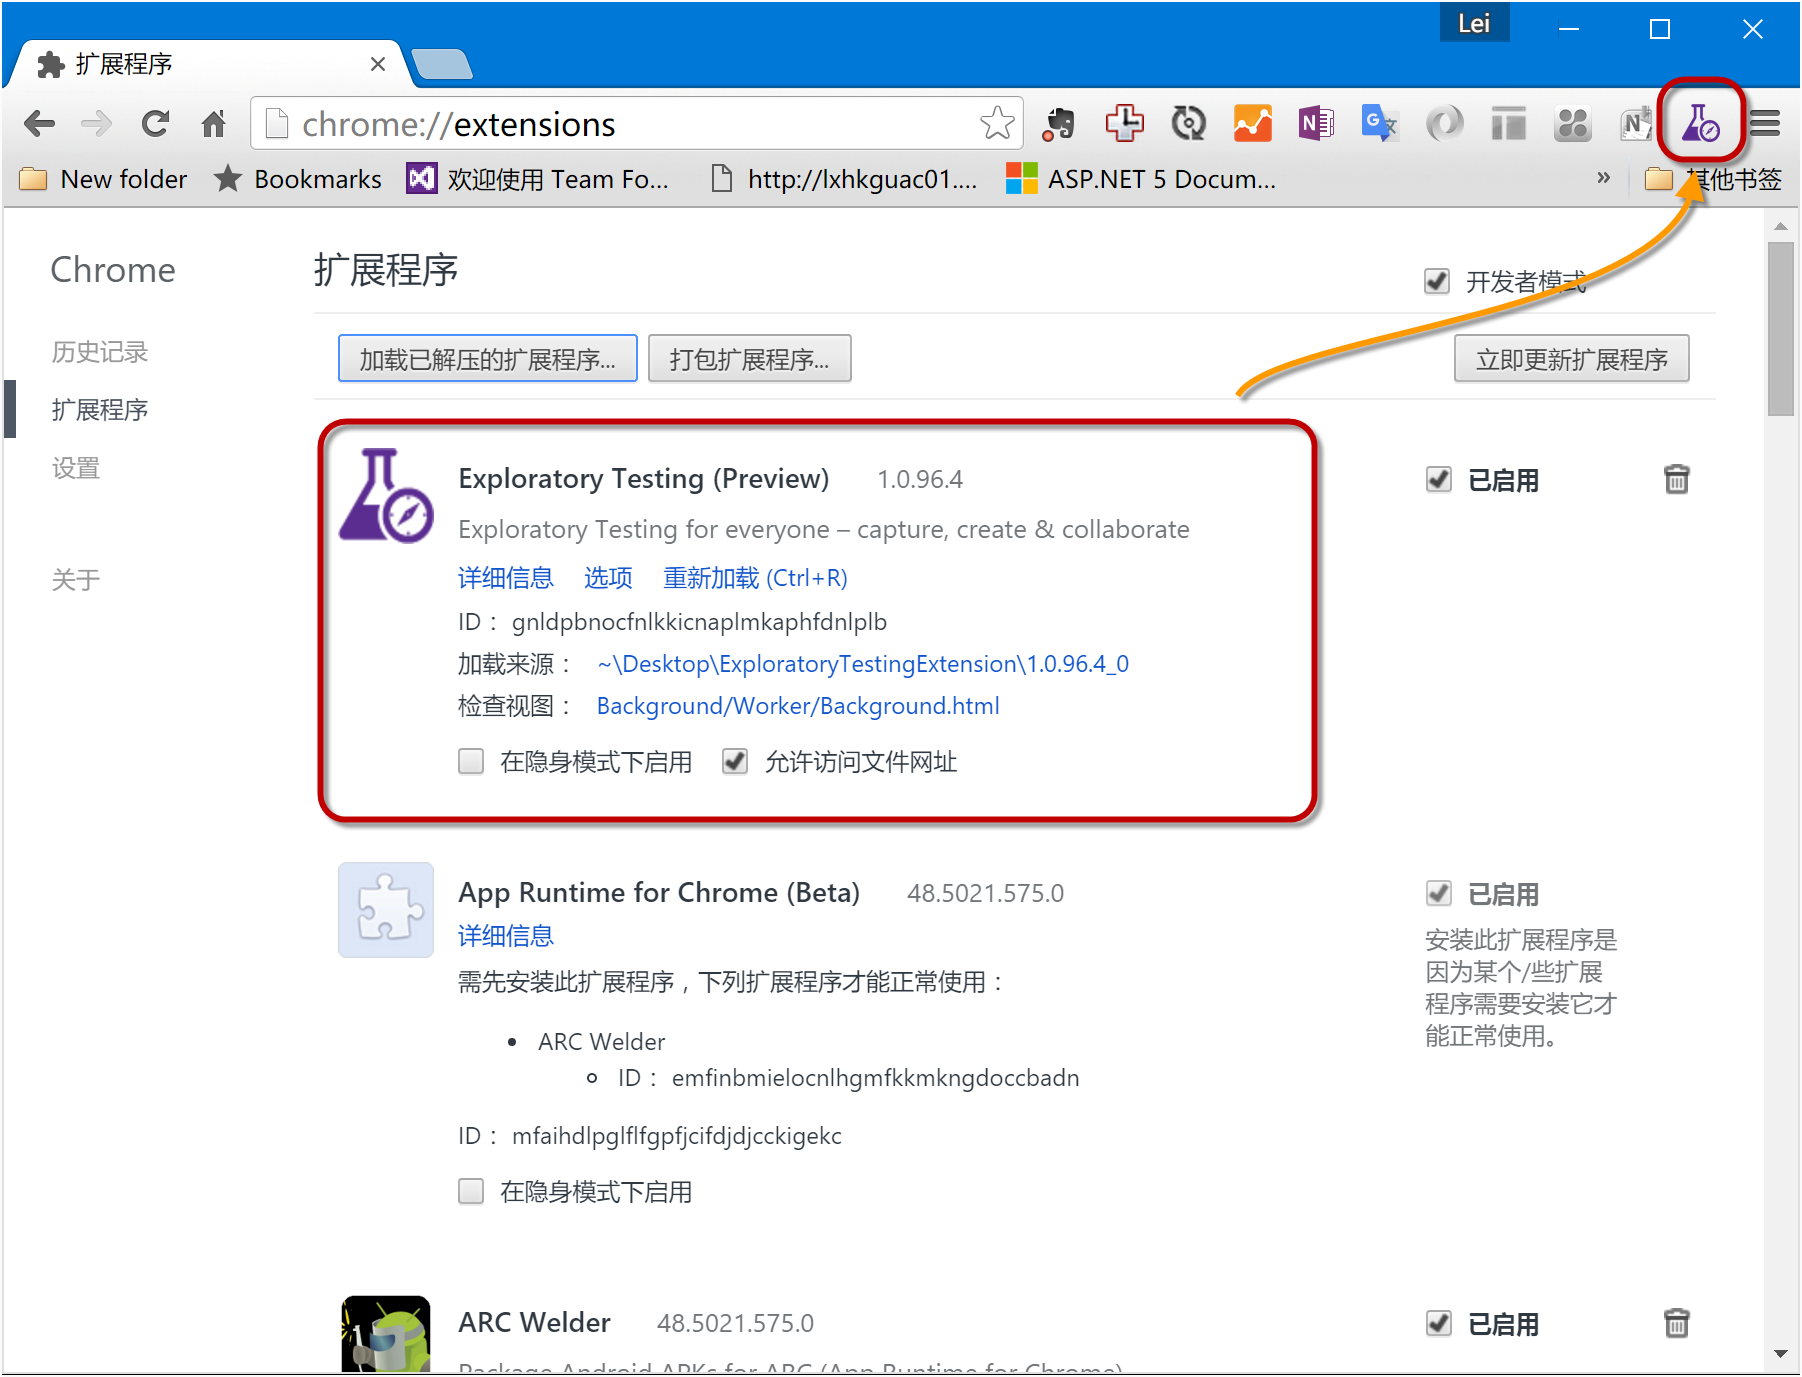 Lei
扩展程序
chrome://extensions
New folder
Bookmarks
欢迎使用 Team Fo...
http://lxhkguac01....
ASP.NET 5 Docum...
»
其他书签
Chrome
历史记录
扩展程序
设置
关于
扩展程序
开发者模式
加载已解压的扩展程序...
打包扩展程序...
立即更新扩展程序
Exploratory Testing (Preview) 1.0.96.4
已启用
Exploratory Testing for everyone – capture, create & collaborate
详细信息 选项 重新加载 (Ctrl+R)
ID： gnldpbnocfnlkkicnaplmkaphfdnlplb
加载来源： ~\Desktop\ExploratoryTestingExtension\1.0.96.4_0
检查视图： Background/Worker/Background.html
在隐身模式下启用 允许访问文件网址
App Runtime for Chrome (Beta) 48.5021.575.0
已启用
详细信息
需先安装此扩展程序，下列扩展程序才能正常使用：
ARC Welder
ID： emfinbmielocnlhgmfkkmkngdoccbadn
ID： mfaihdlpglflfgpfjcifdjdjcckigekc
在隐身模式下启用
安装此扩展程序是
因为某个/些扩展
程序需要安装它才
能正常使用。
ARC Welder 48.5021.575.0
已启用
Package Android APKs for ARC (App Runtime for Chrome)